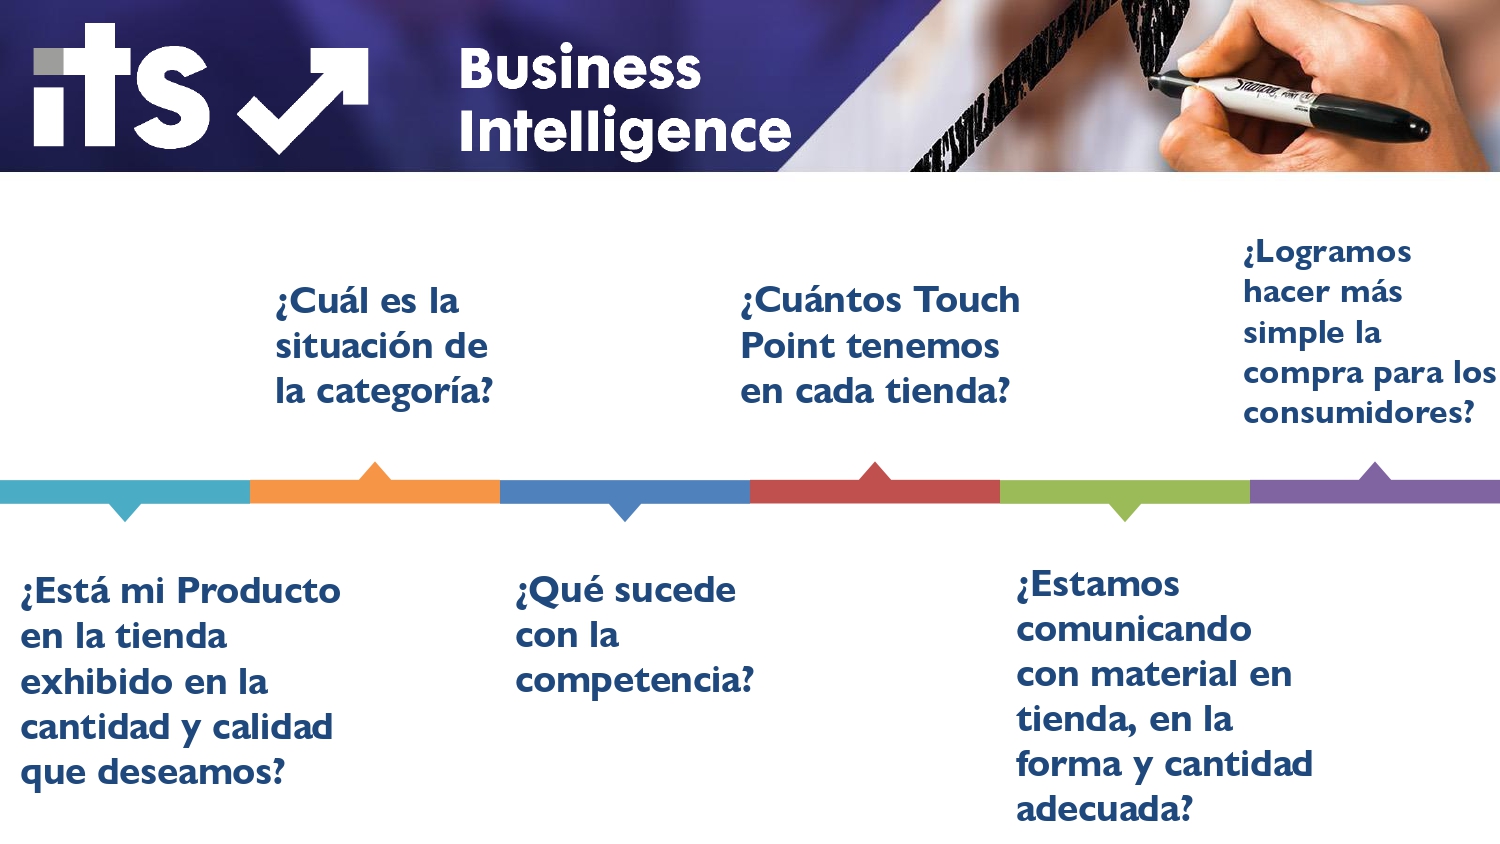 its
Business
Intelligence
Sharpie
¿Está mi Producto
en la tienda
exhibido en la
cantidad y calidad
que deseamos?
¿Cuál es la
situación de
la categoría?
¿Qué sucede
con la
competencia?
¿Cuántos Touch
Point tenemos
en cada tienda?
¿Estamos
comunicando
con material en
tienda, en la
forma y cantidad
adecuada?
¿Logramos
hacer más
simple la
compra para los
consumidores?